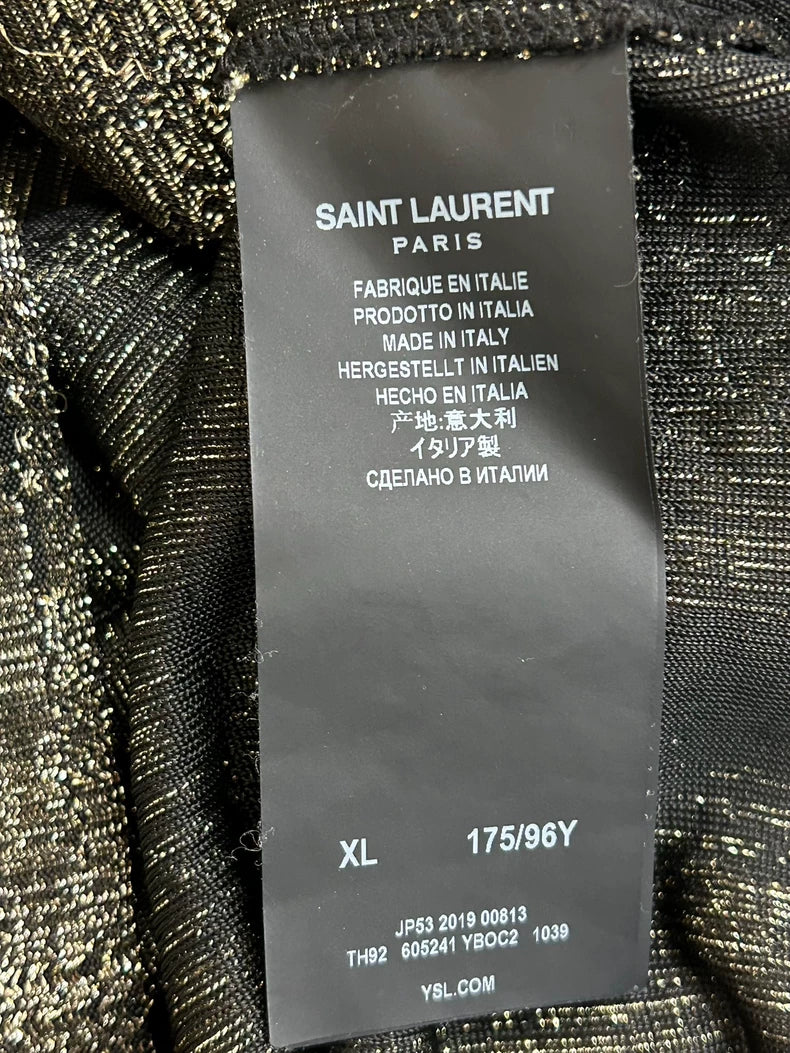 SAINT LAURENT
PARIS
FABRIQUE EN ITALIE
PRODOTTO IN ITALIA
MADE IN ITALY
HERGESTELLT IN ITALIEN
HECHO EN ITALIA
产地:意大利
イタリア製
СДЕЛАНО В ИТАЛИИ
XL 175/96Y
JP53 2019 00813
TH92 605241 YBOC2 1039
YSL.COM